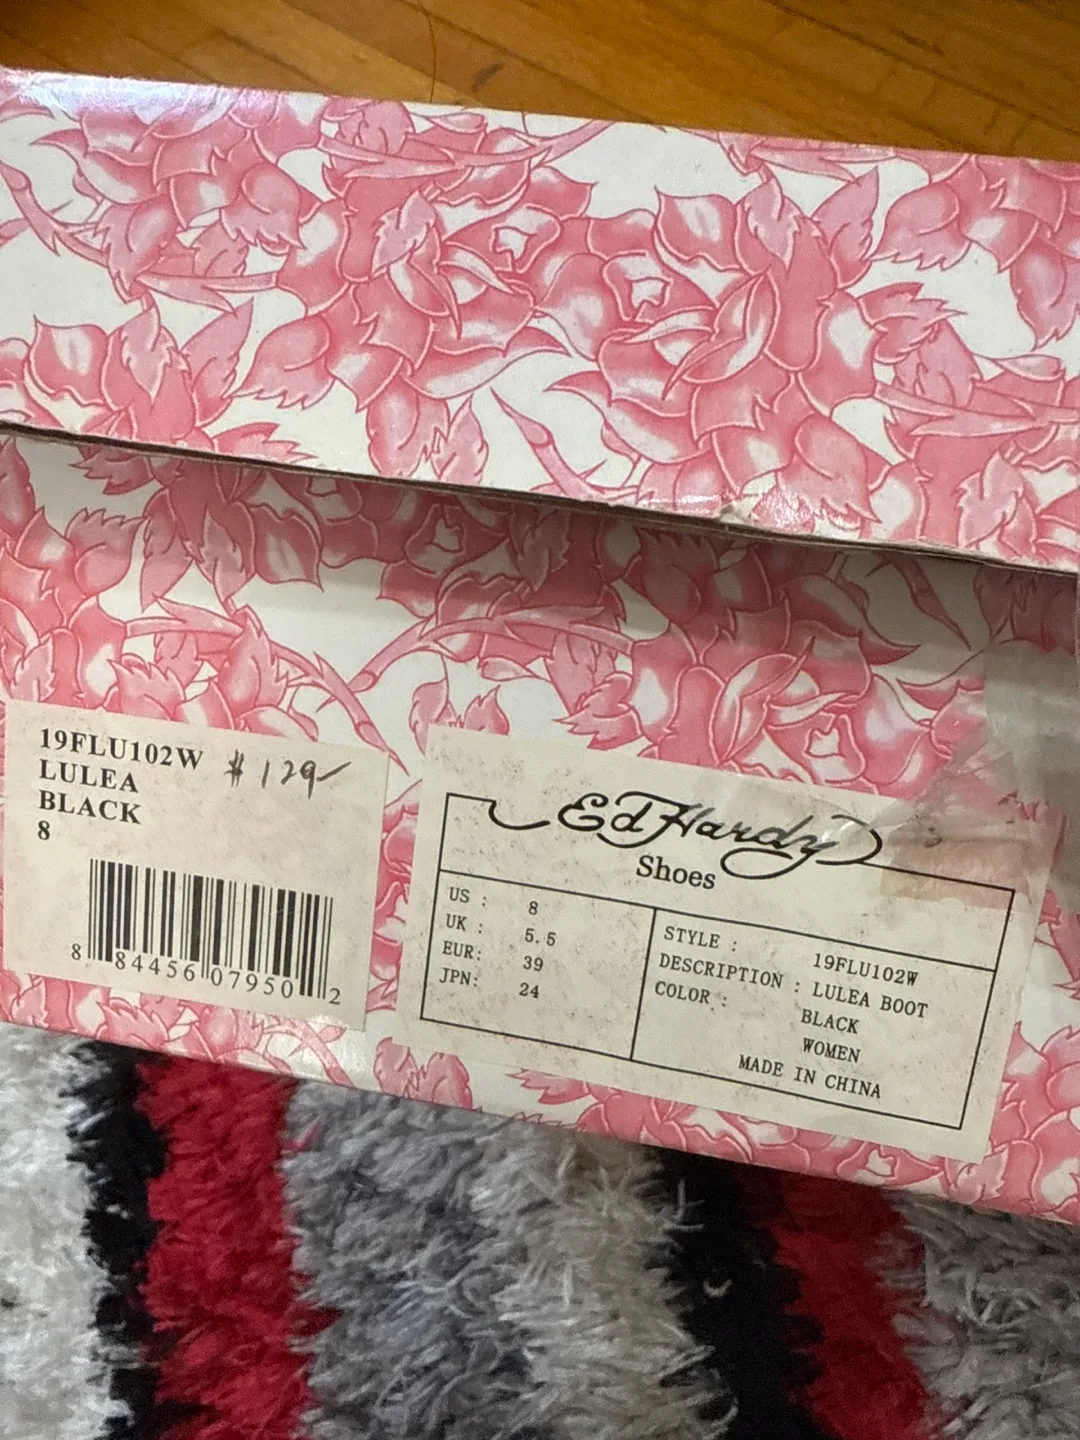 19FLU102W $129-
LULEA
BLACK
8
8 84456 07950 2
Ed Hardy
Shoes
US : 8
UK : 5.5
EUR: 39
JPN: 24
STYLE : 19FLU102W
DESCRIPTION : LULEA BOOT
COLOR : BLACK
WOMEN
MADE IN CHINA